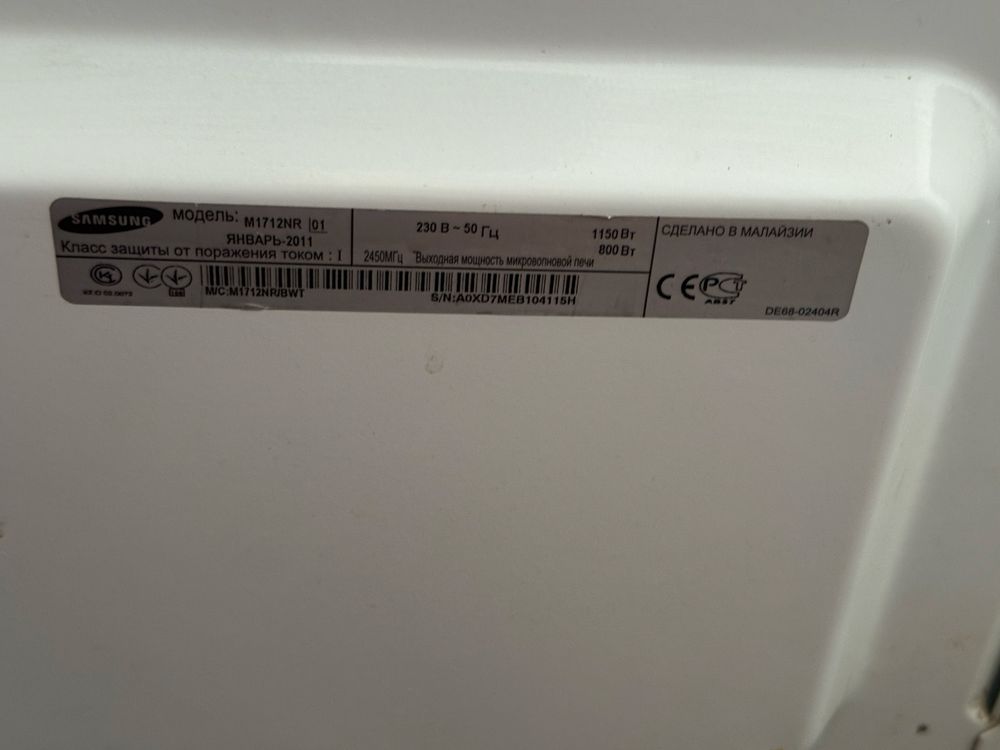 SAMSUNG модель: M1712NR 01
ЯНВАРЬ-2011
Класс защиты от поражения током : I
230 В ~ 50 Гц 1150 Вт
800 Вт
2450МГц Выходная мощность микроволновой печи
M/C:M1712NR/BWT S/N:A0XD7MEB104115H
СДЕЛАНО В МАЛАЙЗИИ
CE РСТ
DE68-02404R